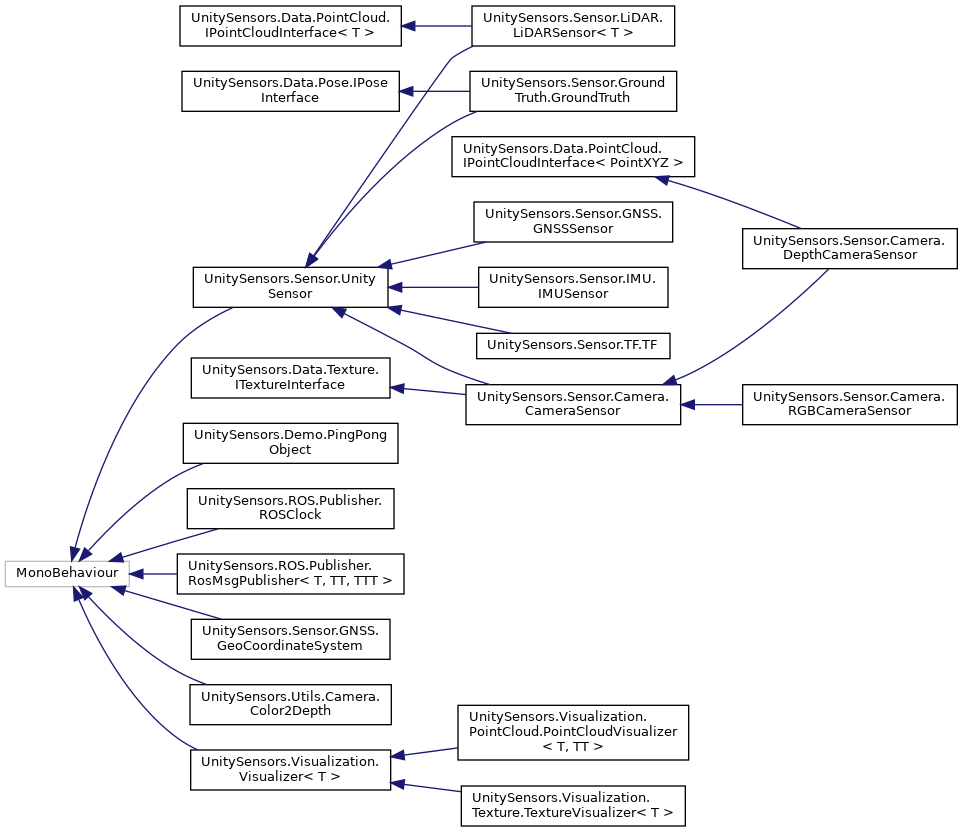 UnitySensors.Data.PointCloud.
IPointCloudInterface< T >
UnitySensors.Sensor.LiDAR.
LiDARSensor< T >
UnitySensors.Data.Pose.IPose
Interface
UnitySensors.Sensor.Ground
Truth.GroundTruth
UnitySensors.Data.PointCloud.
IPointCloudInterface< PointXYZ >
UnitySensors.Sensor.GNSS.
GNSSSensor
UnitySensors.Sensor.Camera.
DepthCameraSensor
UnitySensors.Sensor.Unity
Sensor
UnitySensors.Sensor.IMU.
IMUSensor
UnitySensors.Sensor.TF.TF
UnitySensors.Data.Texture.
ITextureInterface
UnitySensors.Sensor.Camera.
CameraSensor
UnitySensors.Sensor.Camera.
RGBCameraSensor
UnitySensors.Demo.PingPong
Object
UnitySensors.ROS.Publisher.
ROSClock
MonoBehaviour
UnitySensors.ROS.Publisher.
RosMsgPublisher< T, TT, TTT >
UnitySensors.Sensor.GNSS.
GeoCoordinateSystem
UnitySensors.Utils.Camera.
Color2Depth
UnitySensors.Visualization.
PointCloud.PointCloudVisualizer
< T, TT >
UnitySensors.Visualization.
Visualizer< T >
UnitySensors.Visualization.
Texture.TextureVisualizer< T >